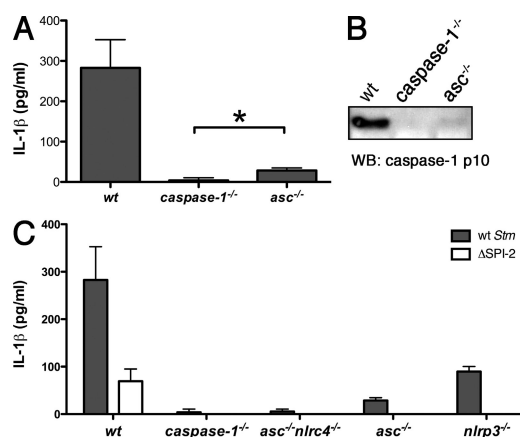 A
IL-1β (pg/ml)
400
300
200
100
0
*
wt
caspase-1-/-
asc-/-
B
wt
caspase-1-/-
asc-/-
WB: caspase-1 p10
C
IL-1β (pg/ml)
400
300
200
100
0
wt Stm
ΔSPI-2
wt
caspase-1-/-
asc-/-nlrc4-/-
asc-/-
nlrp3-/-